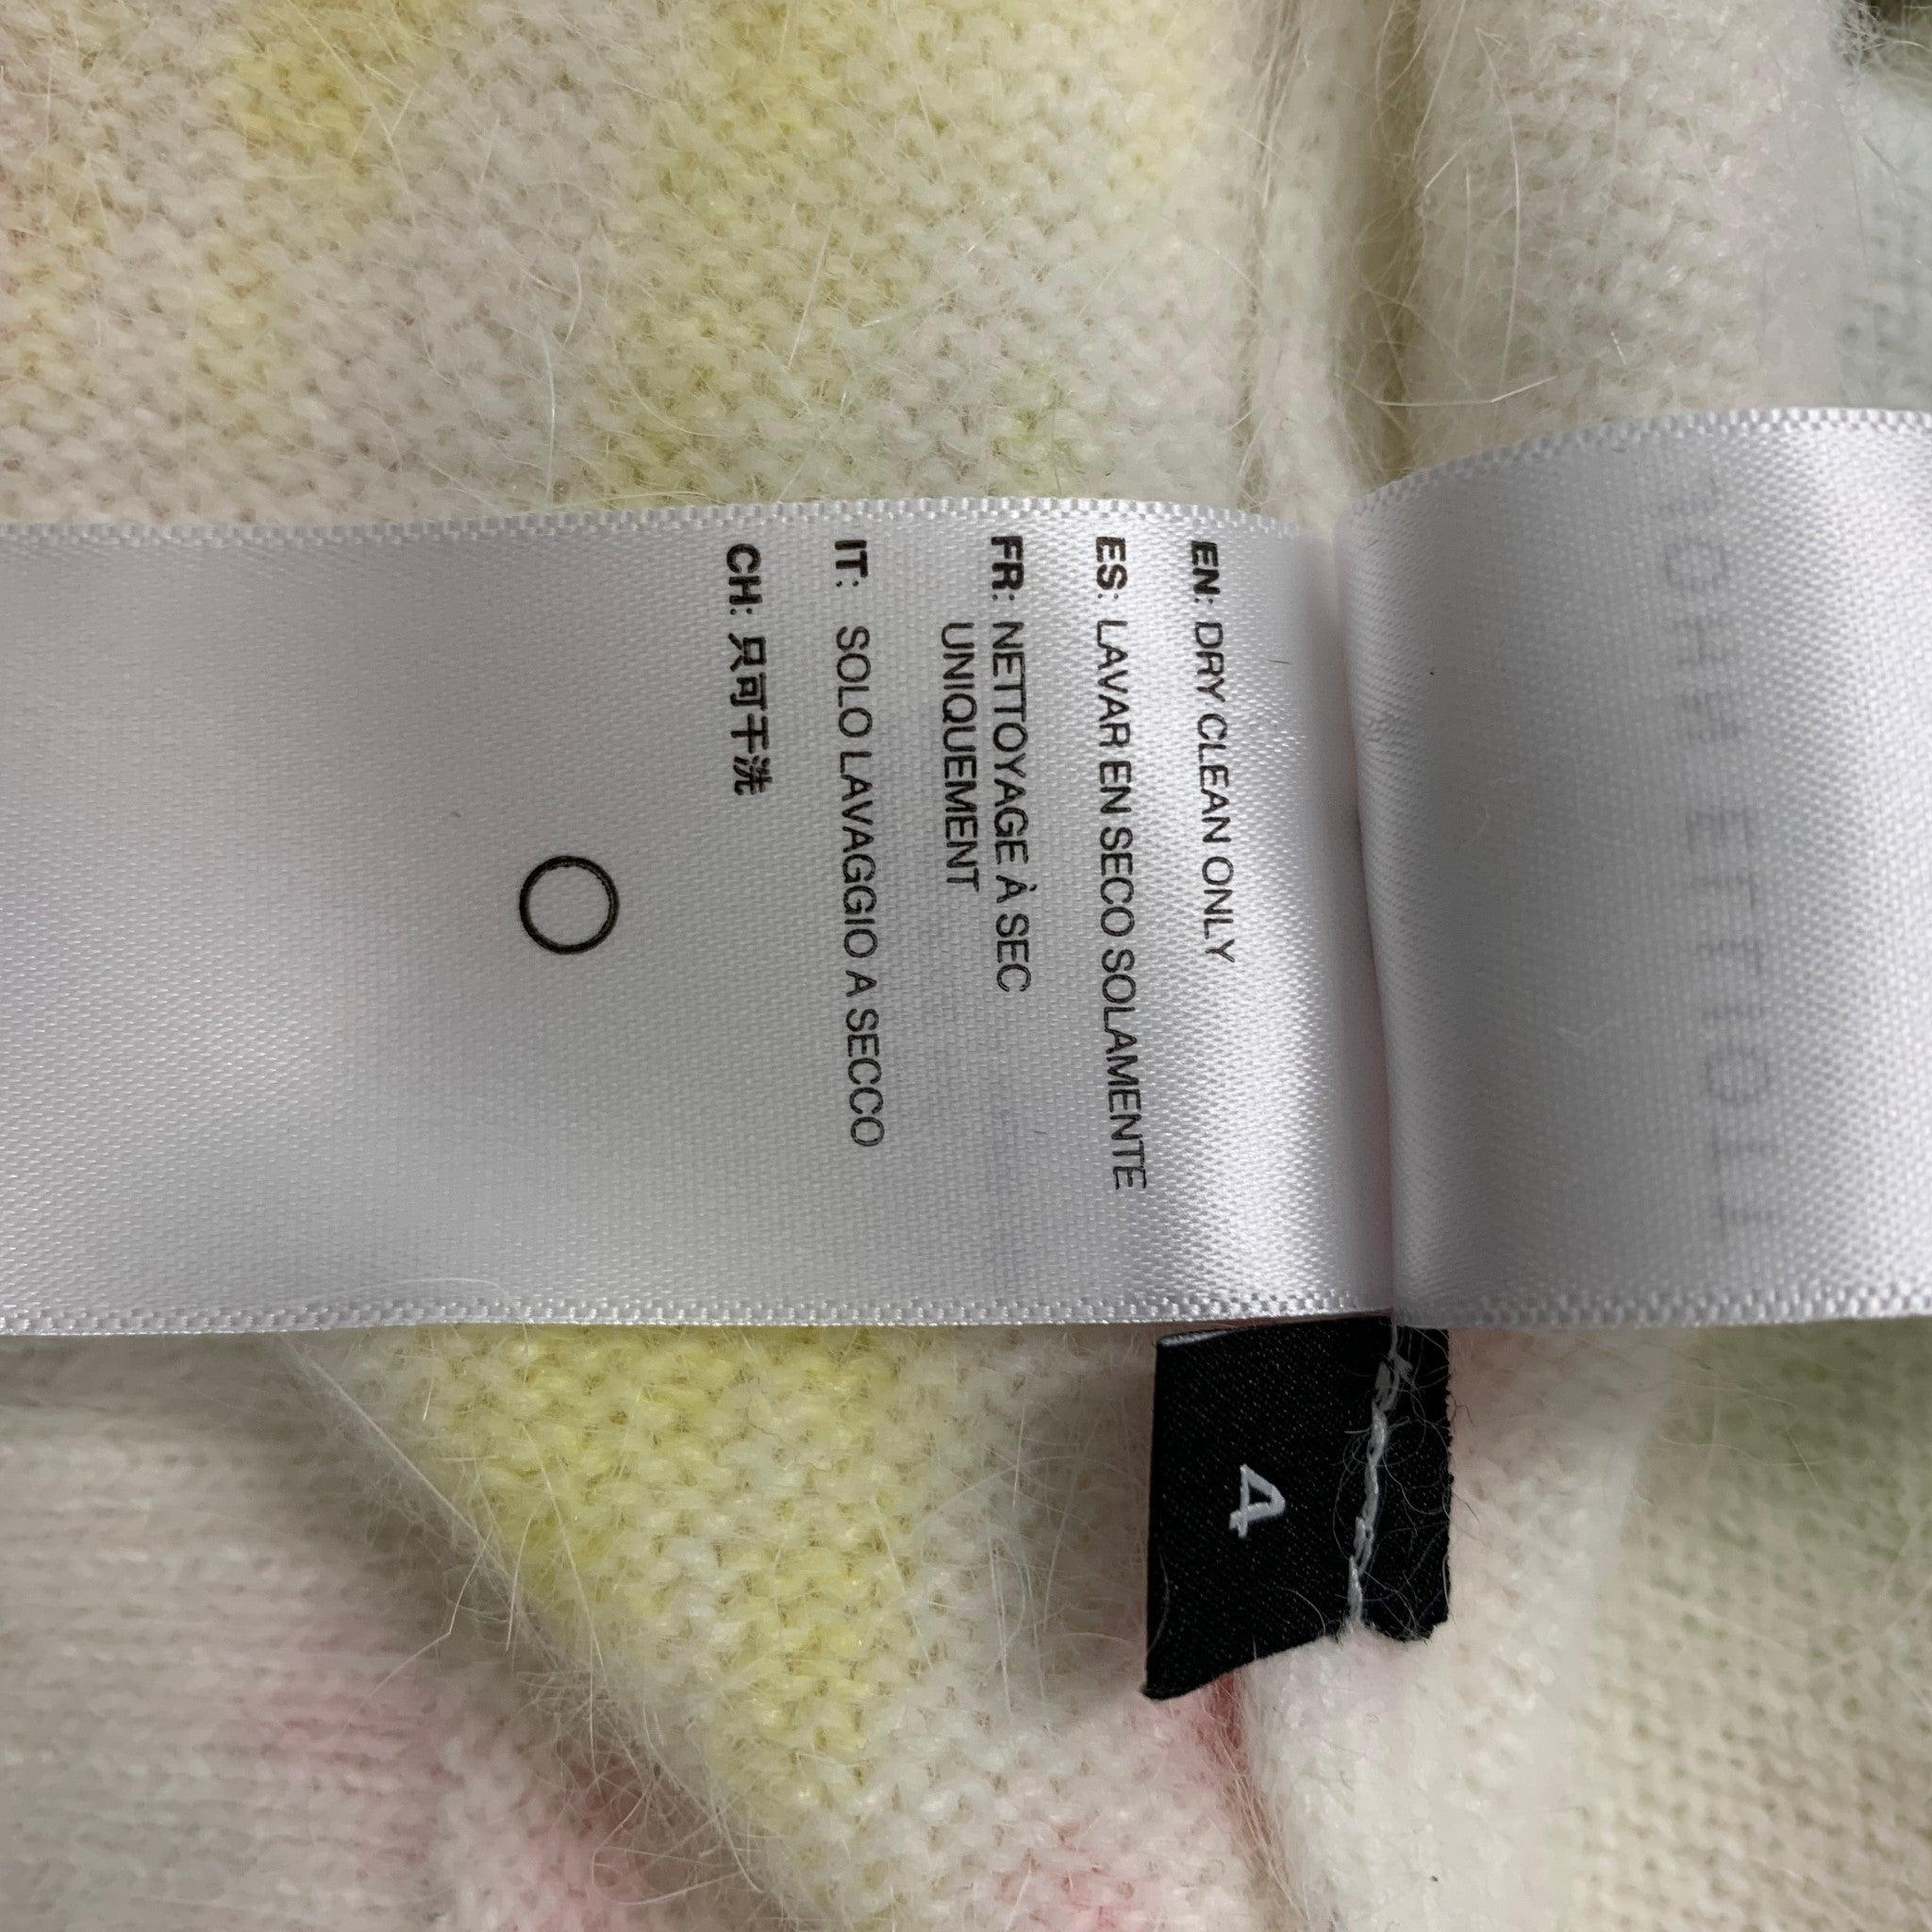 EN: DRY CLEAN ONLY
ES: LAVAR EN SECO SOLAMENTE
FR: NETTOYAGE À SEC
UNIQUEMENT
IT: SOLO LAVAGGIO A SECCO
CH: 只可干洗
4